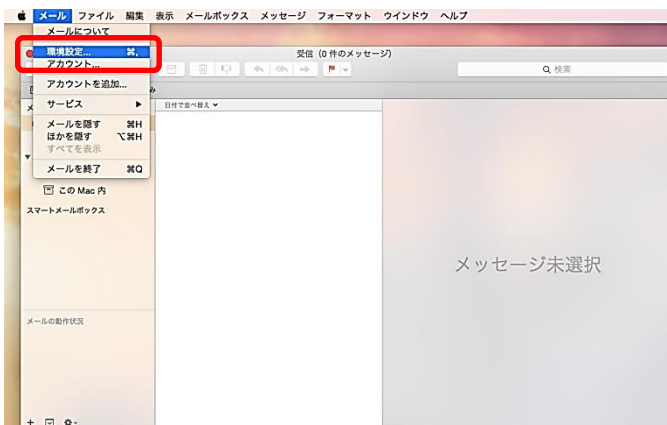 メール ファイル 編集 表示 メールボックス メッセージ フォーマット ウインドウ ヘルプ
メールについて
環境設定... ⌘,
アカウント...
アカウントを追加...
サービス ▶
メールを隠す ⌘H
ほかを隠す ⌥⌘H
すべてを表示
メールを終了 ⌘Q
受信 (0 件のメッセージ)
検索
日付で並べ替え
この Mac 内
スマートメールボックス
メールの動作状況
メッセージ未選択